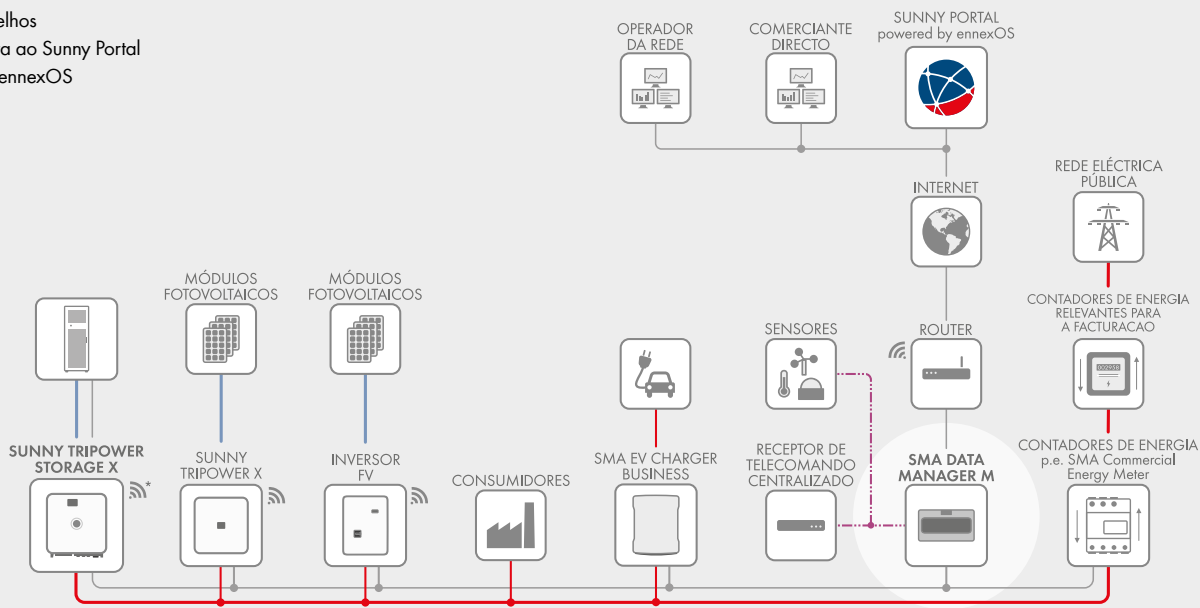 elhos
a ao Sunny Portal
ennexOS
OPERADOR
DA REDE
COMERCIANTE
DIRECTO
SUNNY PORTAL
powered by ennexOS
INTERNET
REDE ELÉCTRICA
PÚBLICA
MÓDULOS
FOTOVOLTAICOS
MÓDULOS
FOTOVOLTAICOS
SENSORES
ROUTER
CONTADORES DE ENERGIA
RELEVANTES PARA
A FACTURACAO
SUNNY TRIPOWER
STORAGE X
*
SUNNY
TRIPOWER X
INVERSOR
FV
CONSUMIDORES
SMA EV CHARGER
BUSINESS
RECEPTOR DE
TELECOMANDO
CENTRALIZADO
SMA DATA
MANAGER M
CONTADORES DE ENERGIA
p.e. SMA Commercial
Energy Meter